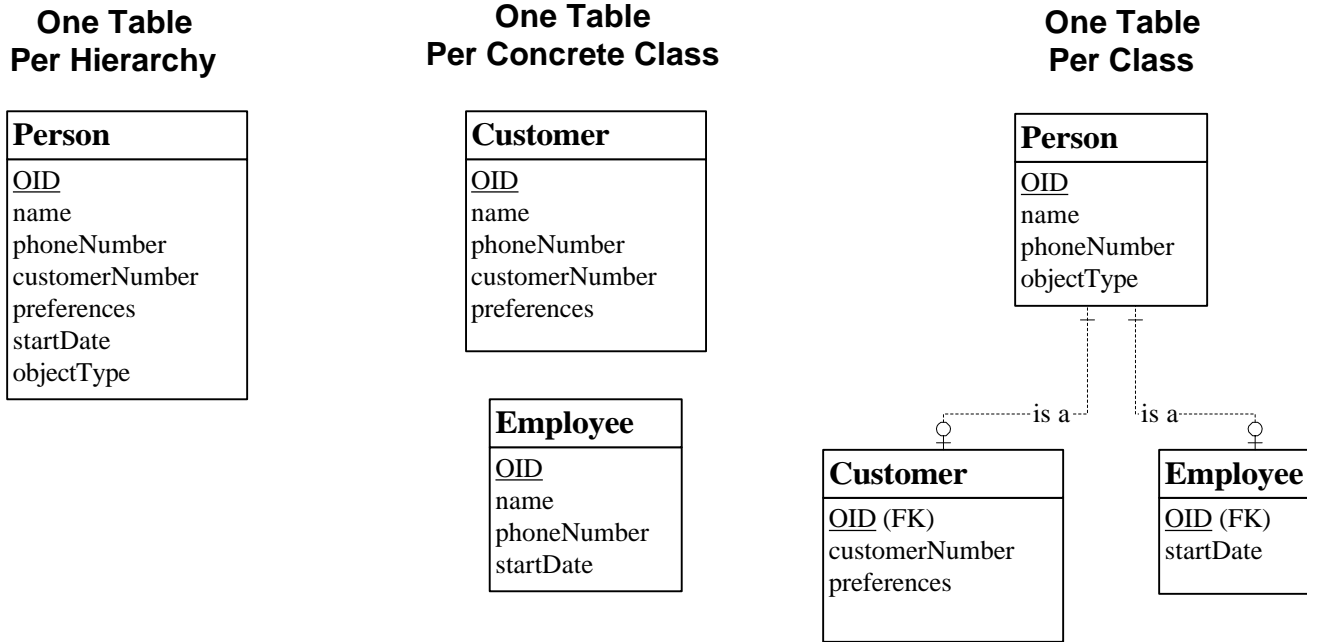 One Table
Per Hierarchy
Person
OID
name
phoneNumber
customerNumber
preferences
startDate
objectType
One Table
Per Concrete Class
Customer
OID
name
phoneNumber
customerNumber
preferences
Employee
OID
name
phoneNumber
startDate
One Table
Per Class
Person
OID
name
phoneNumber
objectType
is a
is a
Customer
OID (FK)
customerNumber
preferences
Employee
OID (FK)
startDate